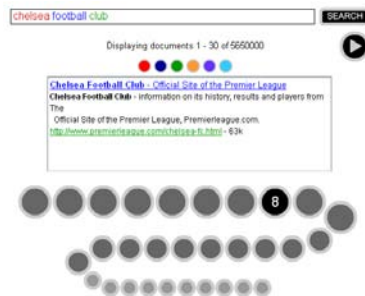 chelsea football club
SEARCH
Displaying documents 1 - 30 of 5650000
Chelsea Football Club - Official Site of the Premier League
Chelsea Football Club - information on its history, results and players from
The
Official Site of the Premier League, Premierleague.com.
http://www.premierleague.com/chelsea-fc.html - 63k
8